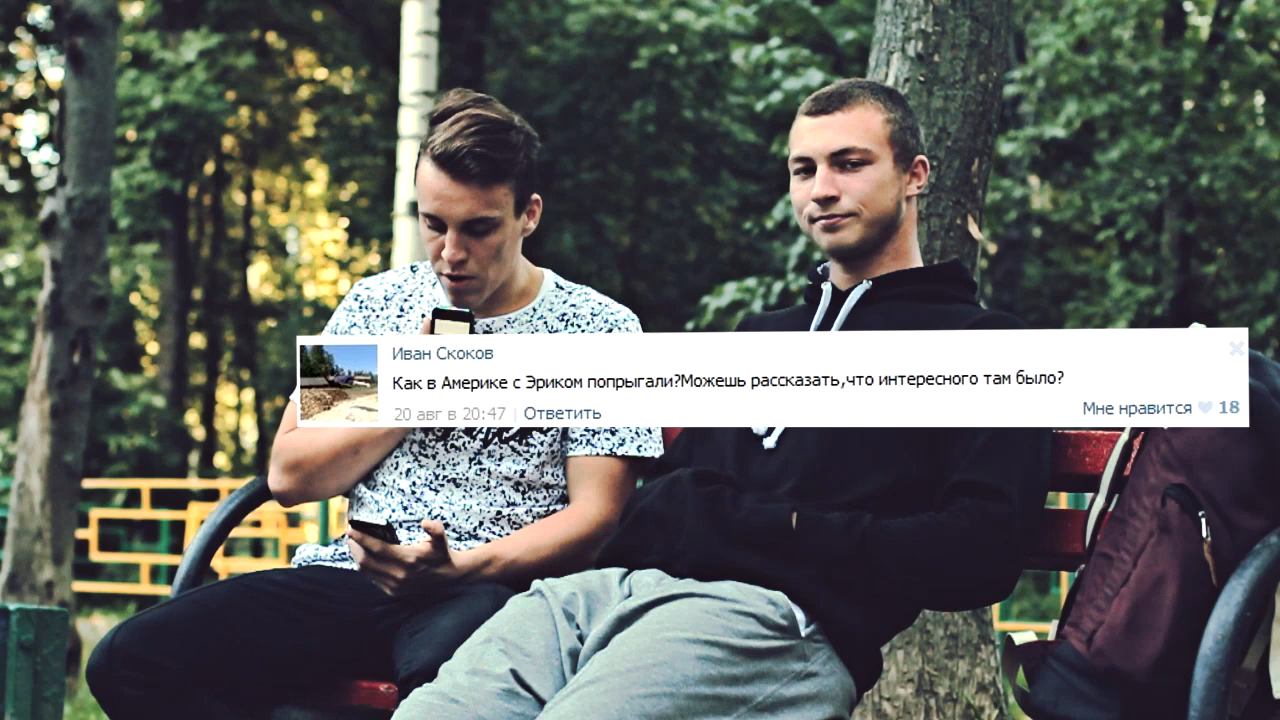 Иван Скоков
Как в Америке с Эриком попрыгали?Можешь рассказать,что интересного там было?
20 авг в 20:47 | Ответить
Мне нравится 18